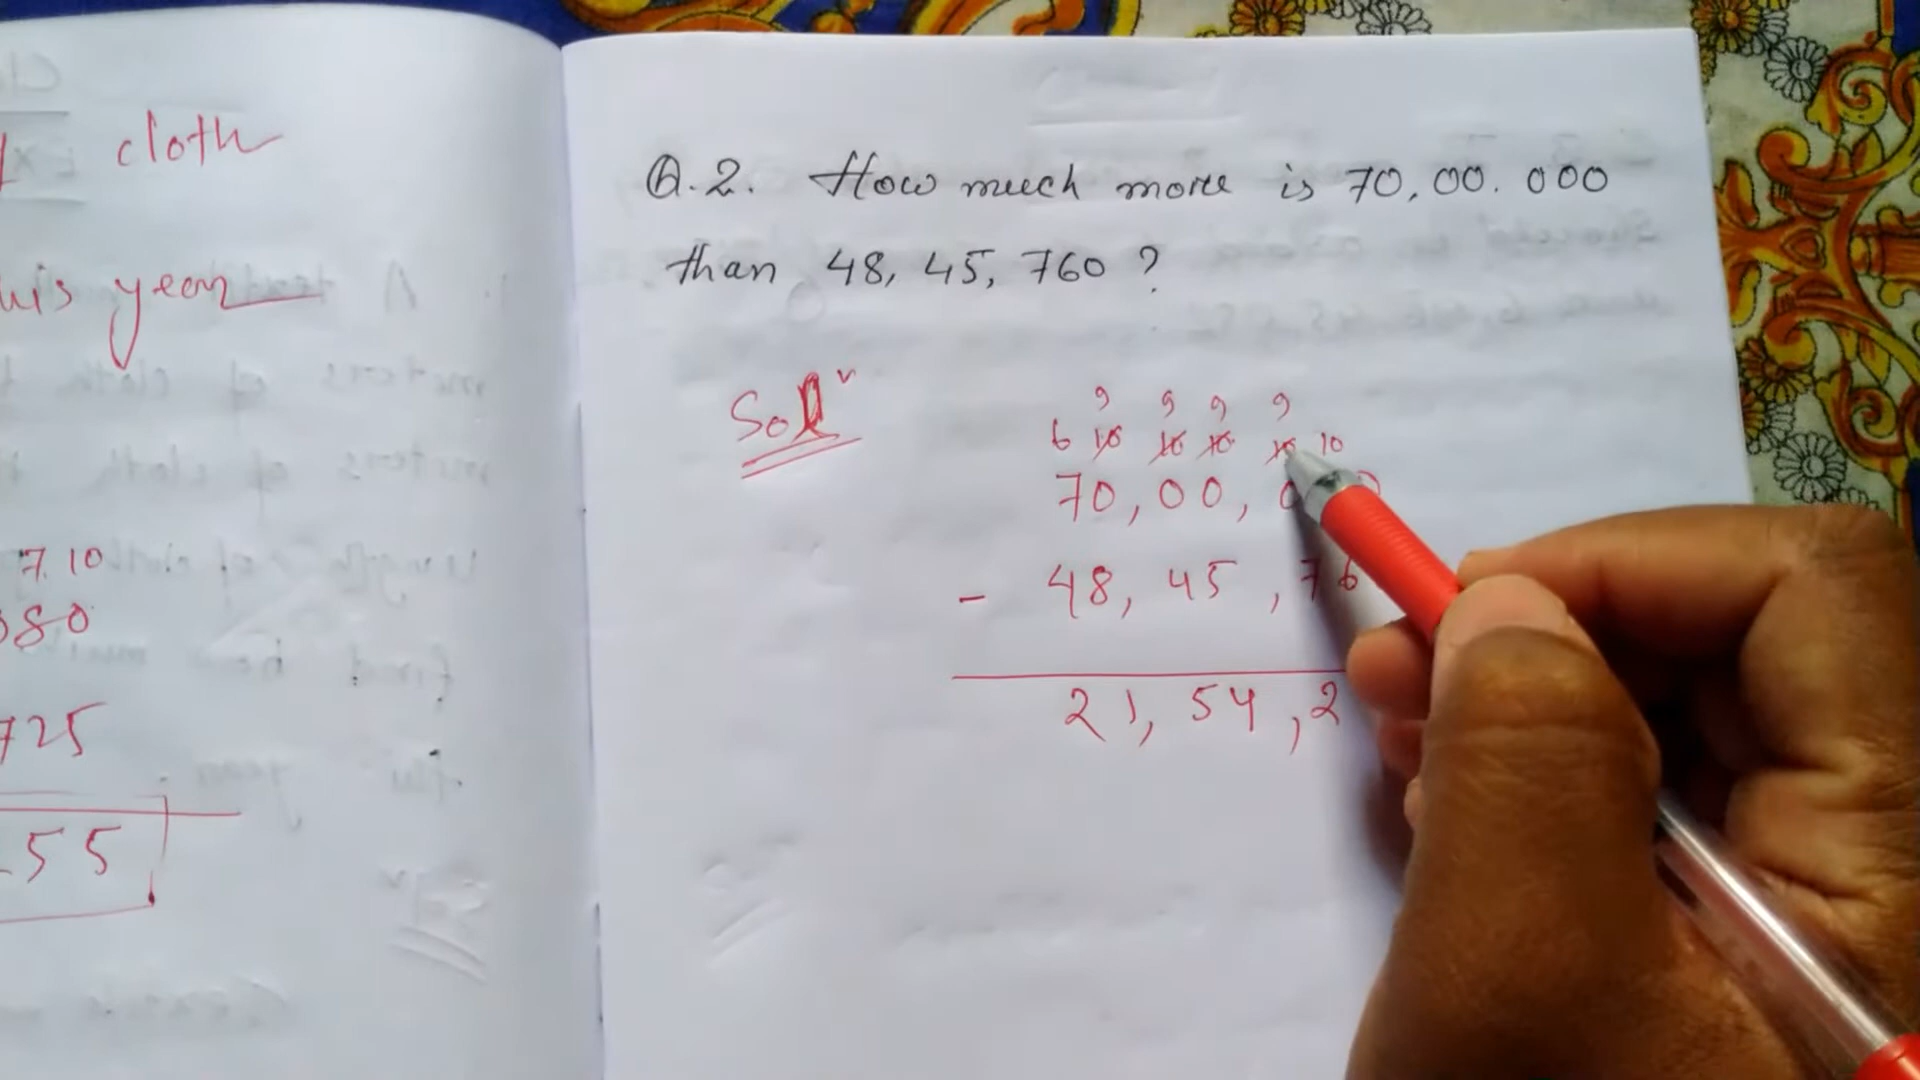 cloth
his year
7 10
80
725
55
Q.2. How much more is 70,00.000
than 48, 45, 760 ?
Solⁿ
9 9 9 9
6 10 10 10 10 10
70,00,0
- 48, 45, 76
21, 54, 2